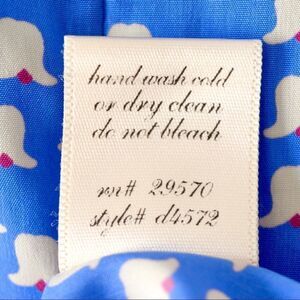 hand wash cold
or dry clean
do not bleach
rn# 29570
style# d4572